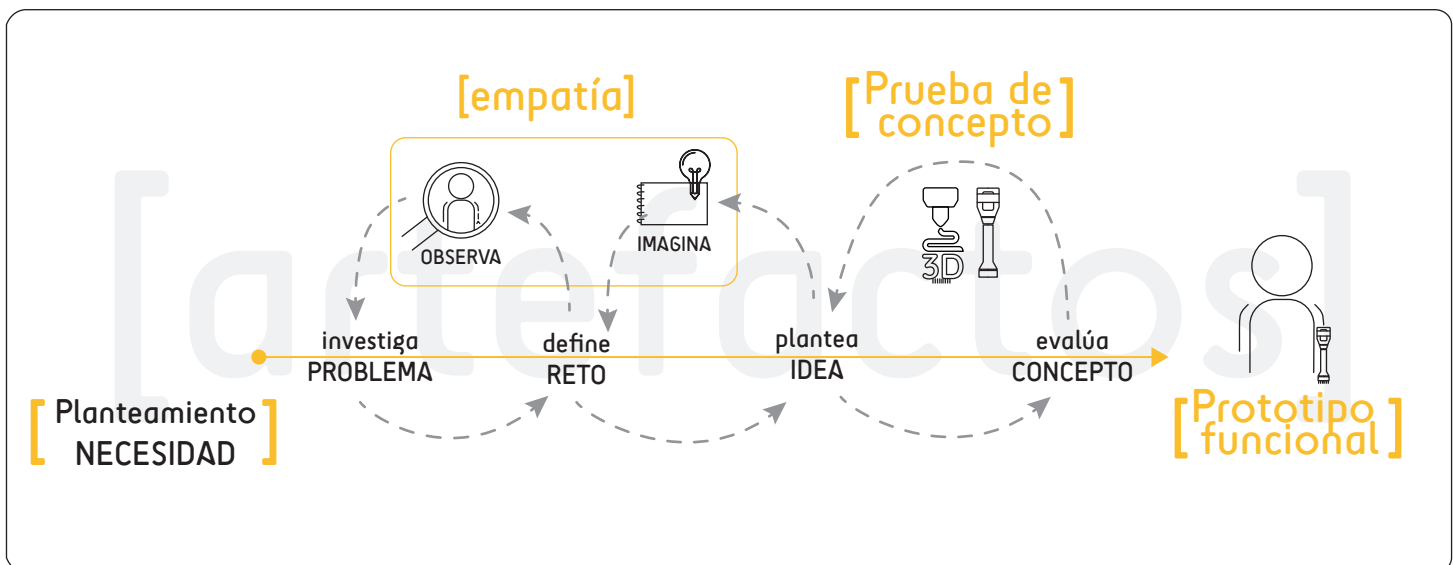 [empatía]
[Prueba de
concepto]
OBSERVA
IMAGINA
3D
[artefactos]
investiga
PROBLEMA
define
RETO
plantea
IDEA
evalúa
CONCEPTO
[Planteamiento
NECESIDAD]
[Prototipo
funcional]